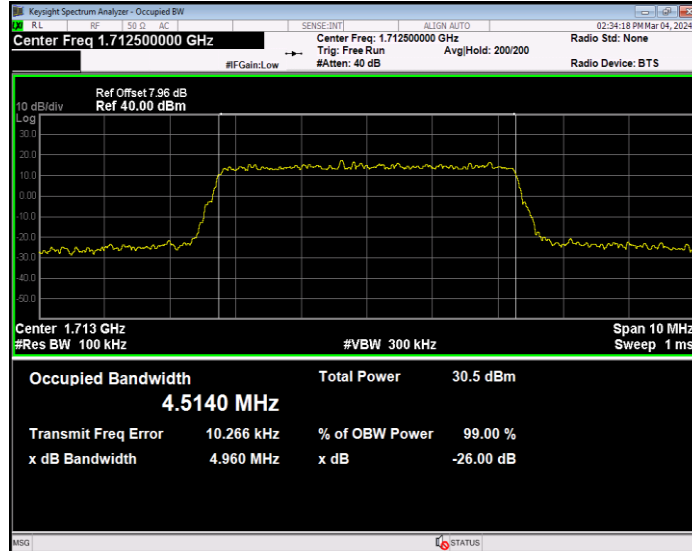 Keysight Spectrum Analyzer - Occupied BW
RL RF 50 Ω AC SENSE:INT ALIGN AUTO 02:34:18 PM Mar 04, 2024
Center Freq 1.712500000 GHz Center Freq: 1.712500000 GHz Radio Std: None
Trig: Free Run Avg|Hold: 200/200
#IFGain:Low #Atten: 40 dB Radio Device: BTS
Ref Offset 7.96 dB
10 dB/div Ref 40.00 dBm
Log
30.0
20.0
10.0
0.00
-10.0
-20.0
-30.0
-40.0
-50.0
Center 1.713 GHz Span 10 MHz
#Res BW 100 kHz #VBW 300 kHz Sweep 1 ms
Occupied Bandwidth Total Power 30.5 dBm
4.5140 MHz
Transmit Freq Error 10.266 kHz % of OBW Power 99.00 %
x dB Bandwidth 4.960 MHz x dB -26.00 dB
MSG STATUS